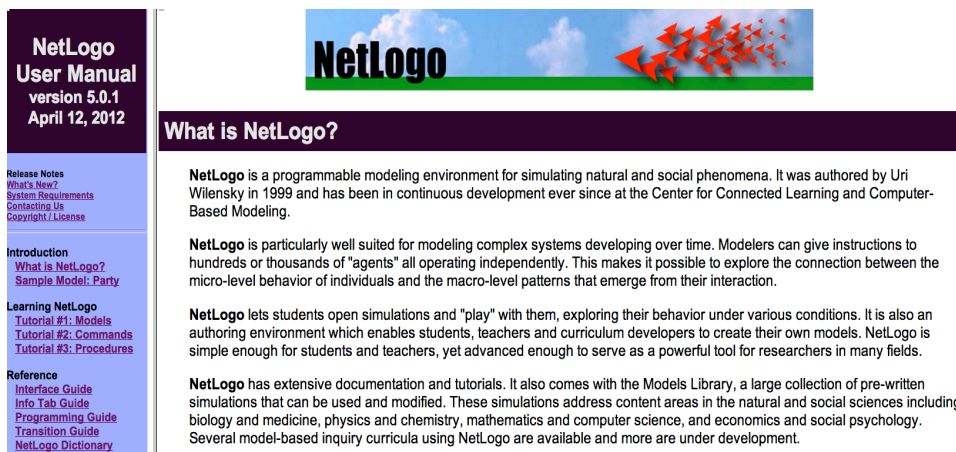 NetLogo
User Manual
version 5.0.1
April 12, 2012
Release Notes
What's New?
System Requirements
Contacting Us
Copyright / License
Introduction
What is NetLogo?
Sample Model: Party
Learning NetLogo
Tutorial #1: Models
Tutorial #2: Commands
Tutorial #3: Procedures
Reference
Interface Guide
Info Tab Guide
Programming Guide
Transition Guide
NetLogo Dictionary
NetLogo
What is NetLogo?
NetLogo is a programmable modeling environment for simulating natural and social phenomena. It was authored by Uri
Wilensky in 1999 and has been in continuous development ever since at the Center for Connected Learning and Computer-
Based Modeling.
NetLogo is particularly well suited for modeling complex systems developing over time. Modelers can give instructions to
hundreds or thousands of "agents" all operating independently. This makes it possible to explore the connection between the
micro-level behavior of individuals and the macro-level patterns that emerge from their interaction.
NetLogo lets students open simulations and "play" with them, exploring their behavior under various conditions. It is also an
authoring environment which enables students, teachers and curriculum developers to create their own models. NetLogo is
simple enough for students and teachers, yet advanced enough to serve as a powerful tool for researchers in many fields.
NetLogo has extensive documentation and tutorials. It also comes with the Models Library, a large collection of pre-written
simulations that can be used and modified. These simulations address content areas in the natural and social sciences including
biology and medicine, physics and chemistry, mathematics and computer science, and economics and social psychology.
Several model-based inquiry curricula using NetLogo are available and more are under development.